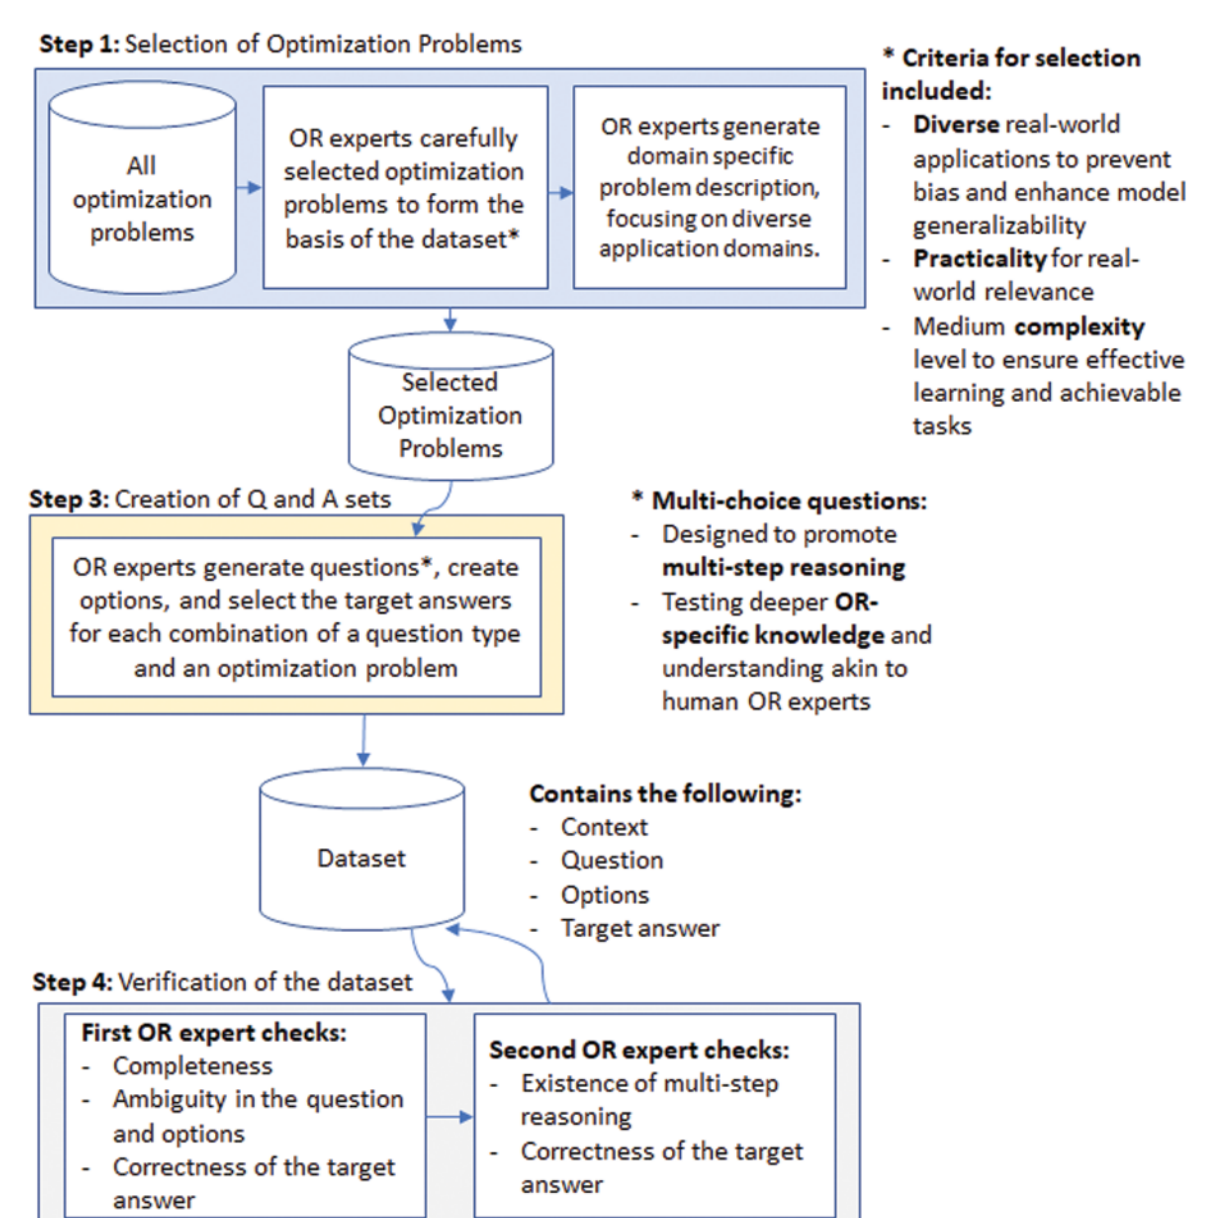 Step 1: Selection of Optimization Problems
All
optimization
problems
OR experts carefully
selected optimization
problems to form the
basis of the dataset*
OR experts generate
domain specific
problem description,
focusing on diverse
application domains.
* Criteria for selection
included:
- Diverse real-world
applications to prevent
bias and enhance model
generalizability
- Practicality for real-
world relevance
- Medium complexity
level to ensure effective
learning and achievable
tasks
Selected
Optimization
Problems
Step 3: Creation of Q and A sets
OR experts generate questions*, create
options, and select the target answers
for each combination of a question type
and an optimization problem
* Multi-choice questions:
- Designed to promote
multi-step reasoning
- Testing deeper OR-
specific knowledge and
understanding akin to
human OR experts
Dataset
Contains the following:
- Context
- Question
- Options
- Target answer
Step 4: Verification of the dataset
First OR expert checks:
- Completeness
- Ambiguity in the question
and options
- Correctness of the target
answer
Second OR expert checks:
- Existence of multi-step
reasoning
- Correctness of the target
answer